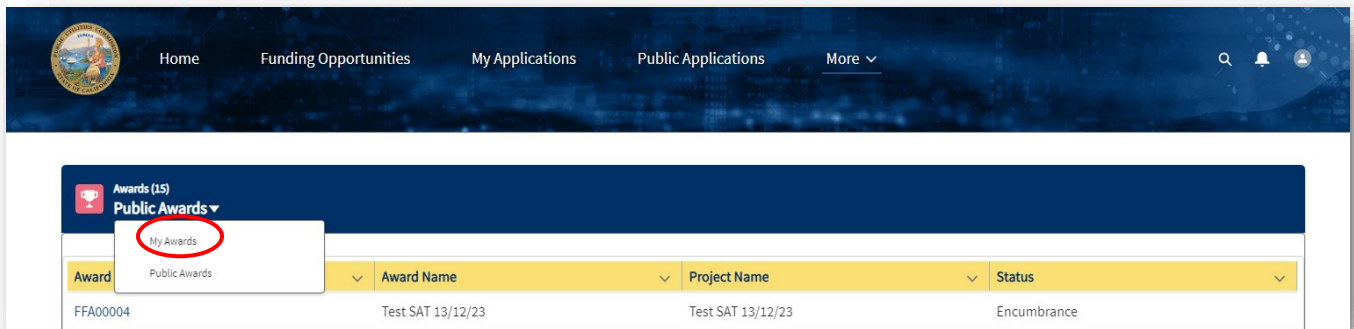 Home Funding Opportunities My Applications Public Applications More
Awards (15)
Public Awards
My Awards
Public Awards
Award Award Name Project Name Status
FFA00004 Test SAT 13/12/23 Test SAT 13/12/23 Encumbrance